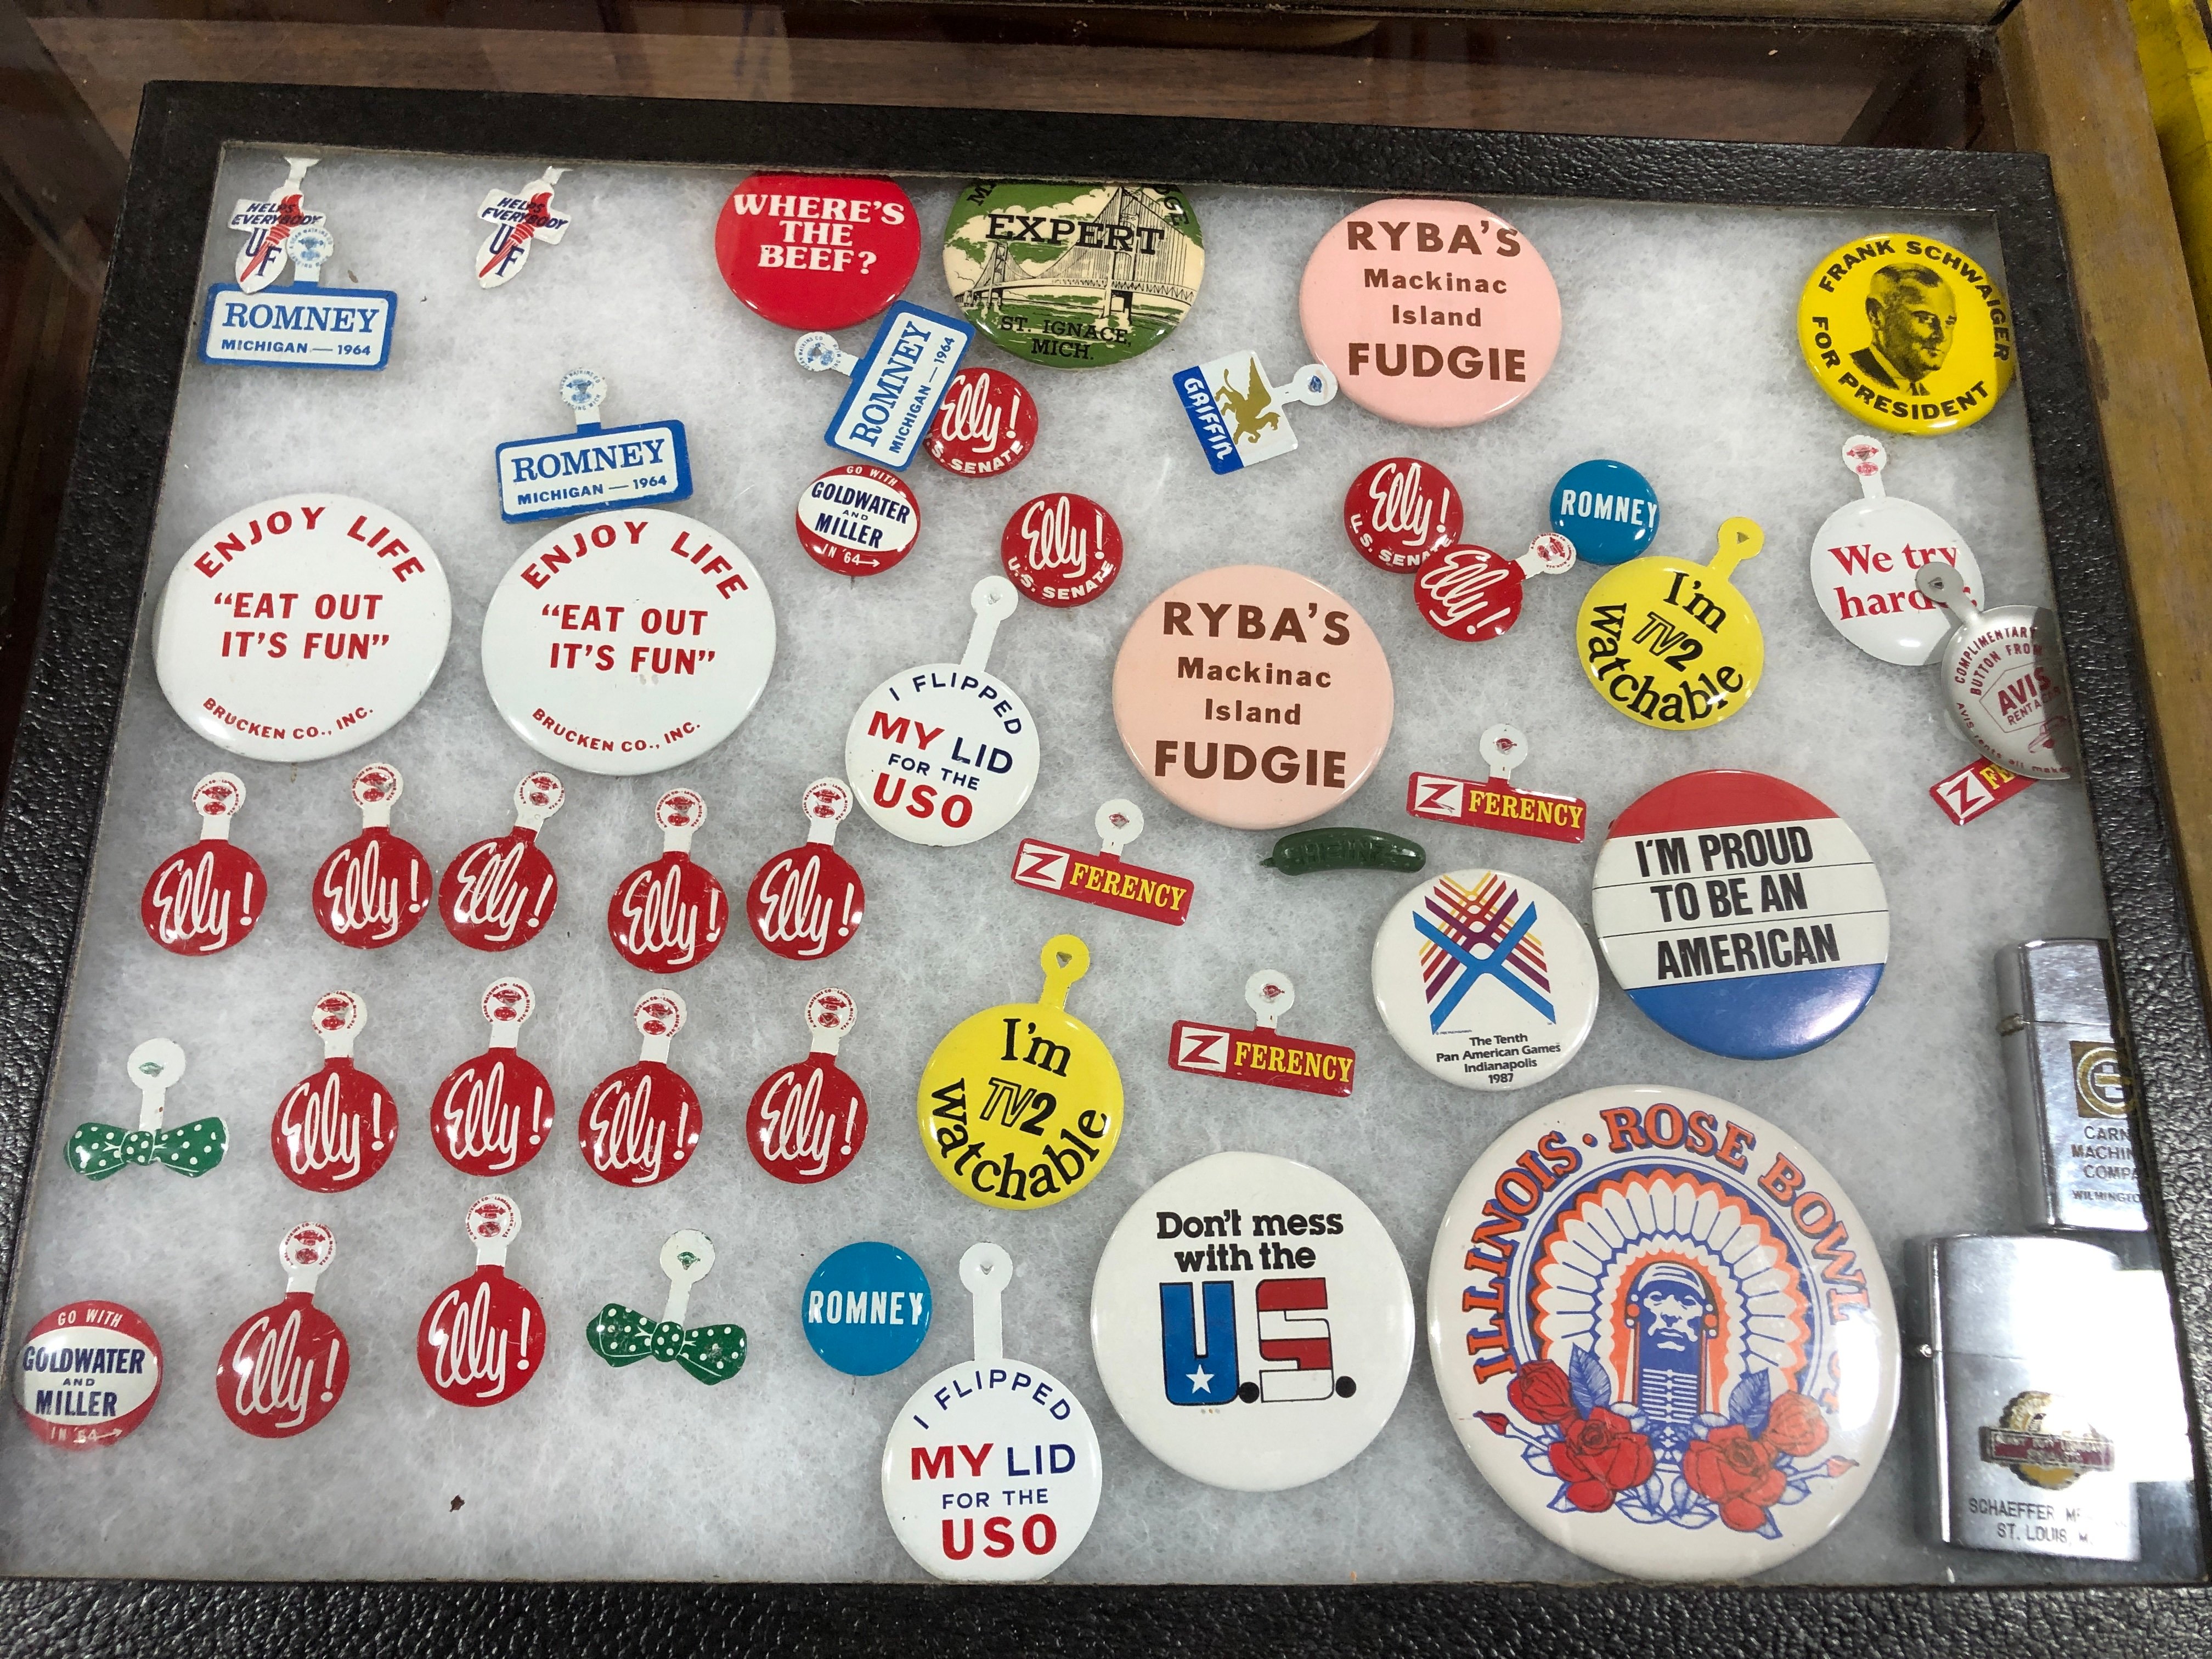 HELPS
EVERYBODY
UF
HELPS
EVERYBODY
UF
WHERE'S
THE
BEEF?
EXPERT
ST. IGNACE,
MICH.
RYBA'S
Mackinac
Island
FUDGIE
FRANK SCHWAIGER
FOR PRESIDENT
ROMNEY
MICHIGAN — 1964
ROMNEY
MICHIGAN — 1964
ROMNEY
MICHIGAN — 1964
Elly!
U.S. SENATE
GRIFFIN
GO WITH
GOLDWATER
AND
MILLER
IN '64
Elly!
U.S. SENATE
Elly!
U.S. SENATE
ROMNEY
Elly!
I'm
TV2
watchable
We try
harder.
COMPLIMENTARY
BUTTON FROM
AVIS
RENT A CAR
ENJOY LIFE
"EAT OUT
IT'S FUN"
BRUCKEN CO., INC.
ENJOY LIFE
"EAT OUT
IT'S FUN"
BRUCKEN CO., INC.
I FLIPPED
MY LID
FOR THE
USO
RYBA'S
Mackinac
Island
FUDGIE
Z FERENCY
Z FE
Z FERENCY
I'M PROUD
TO BE AN
AMERICAN
Elly!
Elly!
Elly!
Elly!
Elly!
The Tenth
Pan American Games
Indianapolis
1987
Z FERENCY
I'm
TV2
watchable
Elly!
Elly!
Elly!
Elly!
CARN
MACHIN
COMPA
WILMINGTO
ILLINOIS · ROSE BOWL
Don't mess
with the
U.S.
GO WITH
GOLDWATER
AND
MILLER
IN '64
Elly!
Elly!
ROMNEY
I FLIPPED
MY LID
FOR THE
USO
SCHAEFFER
ST. LOUIS, M